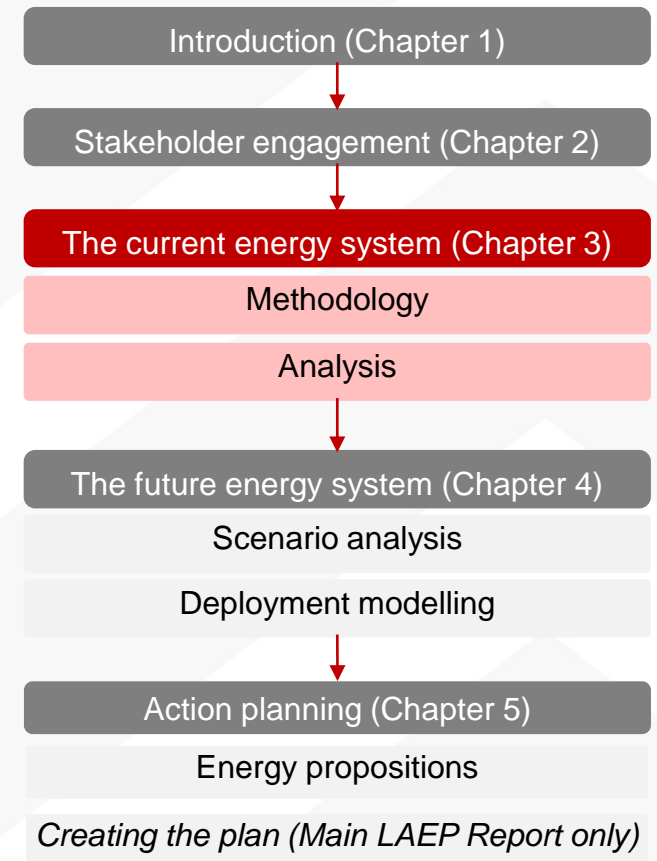 Introduction (Chapter 1)
Stakeholder engagement (Chapter 2)
The current energy system (Chapter 3)
Methodology
Analysis
The future energy system (Chapter 4)
Scenario analysis
Deployment modelling
Action planning (Chapter 5)
Energy propositions
Creating the plan (Main LAEP Report only)